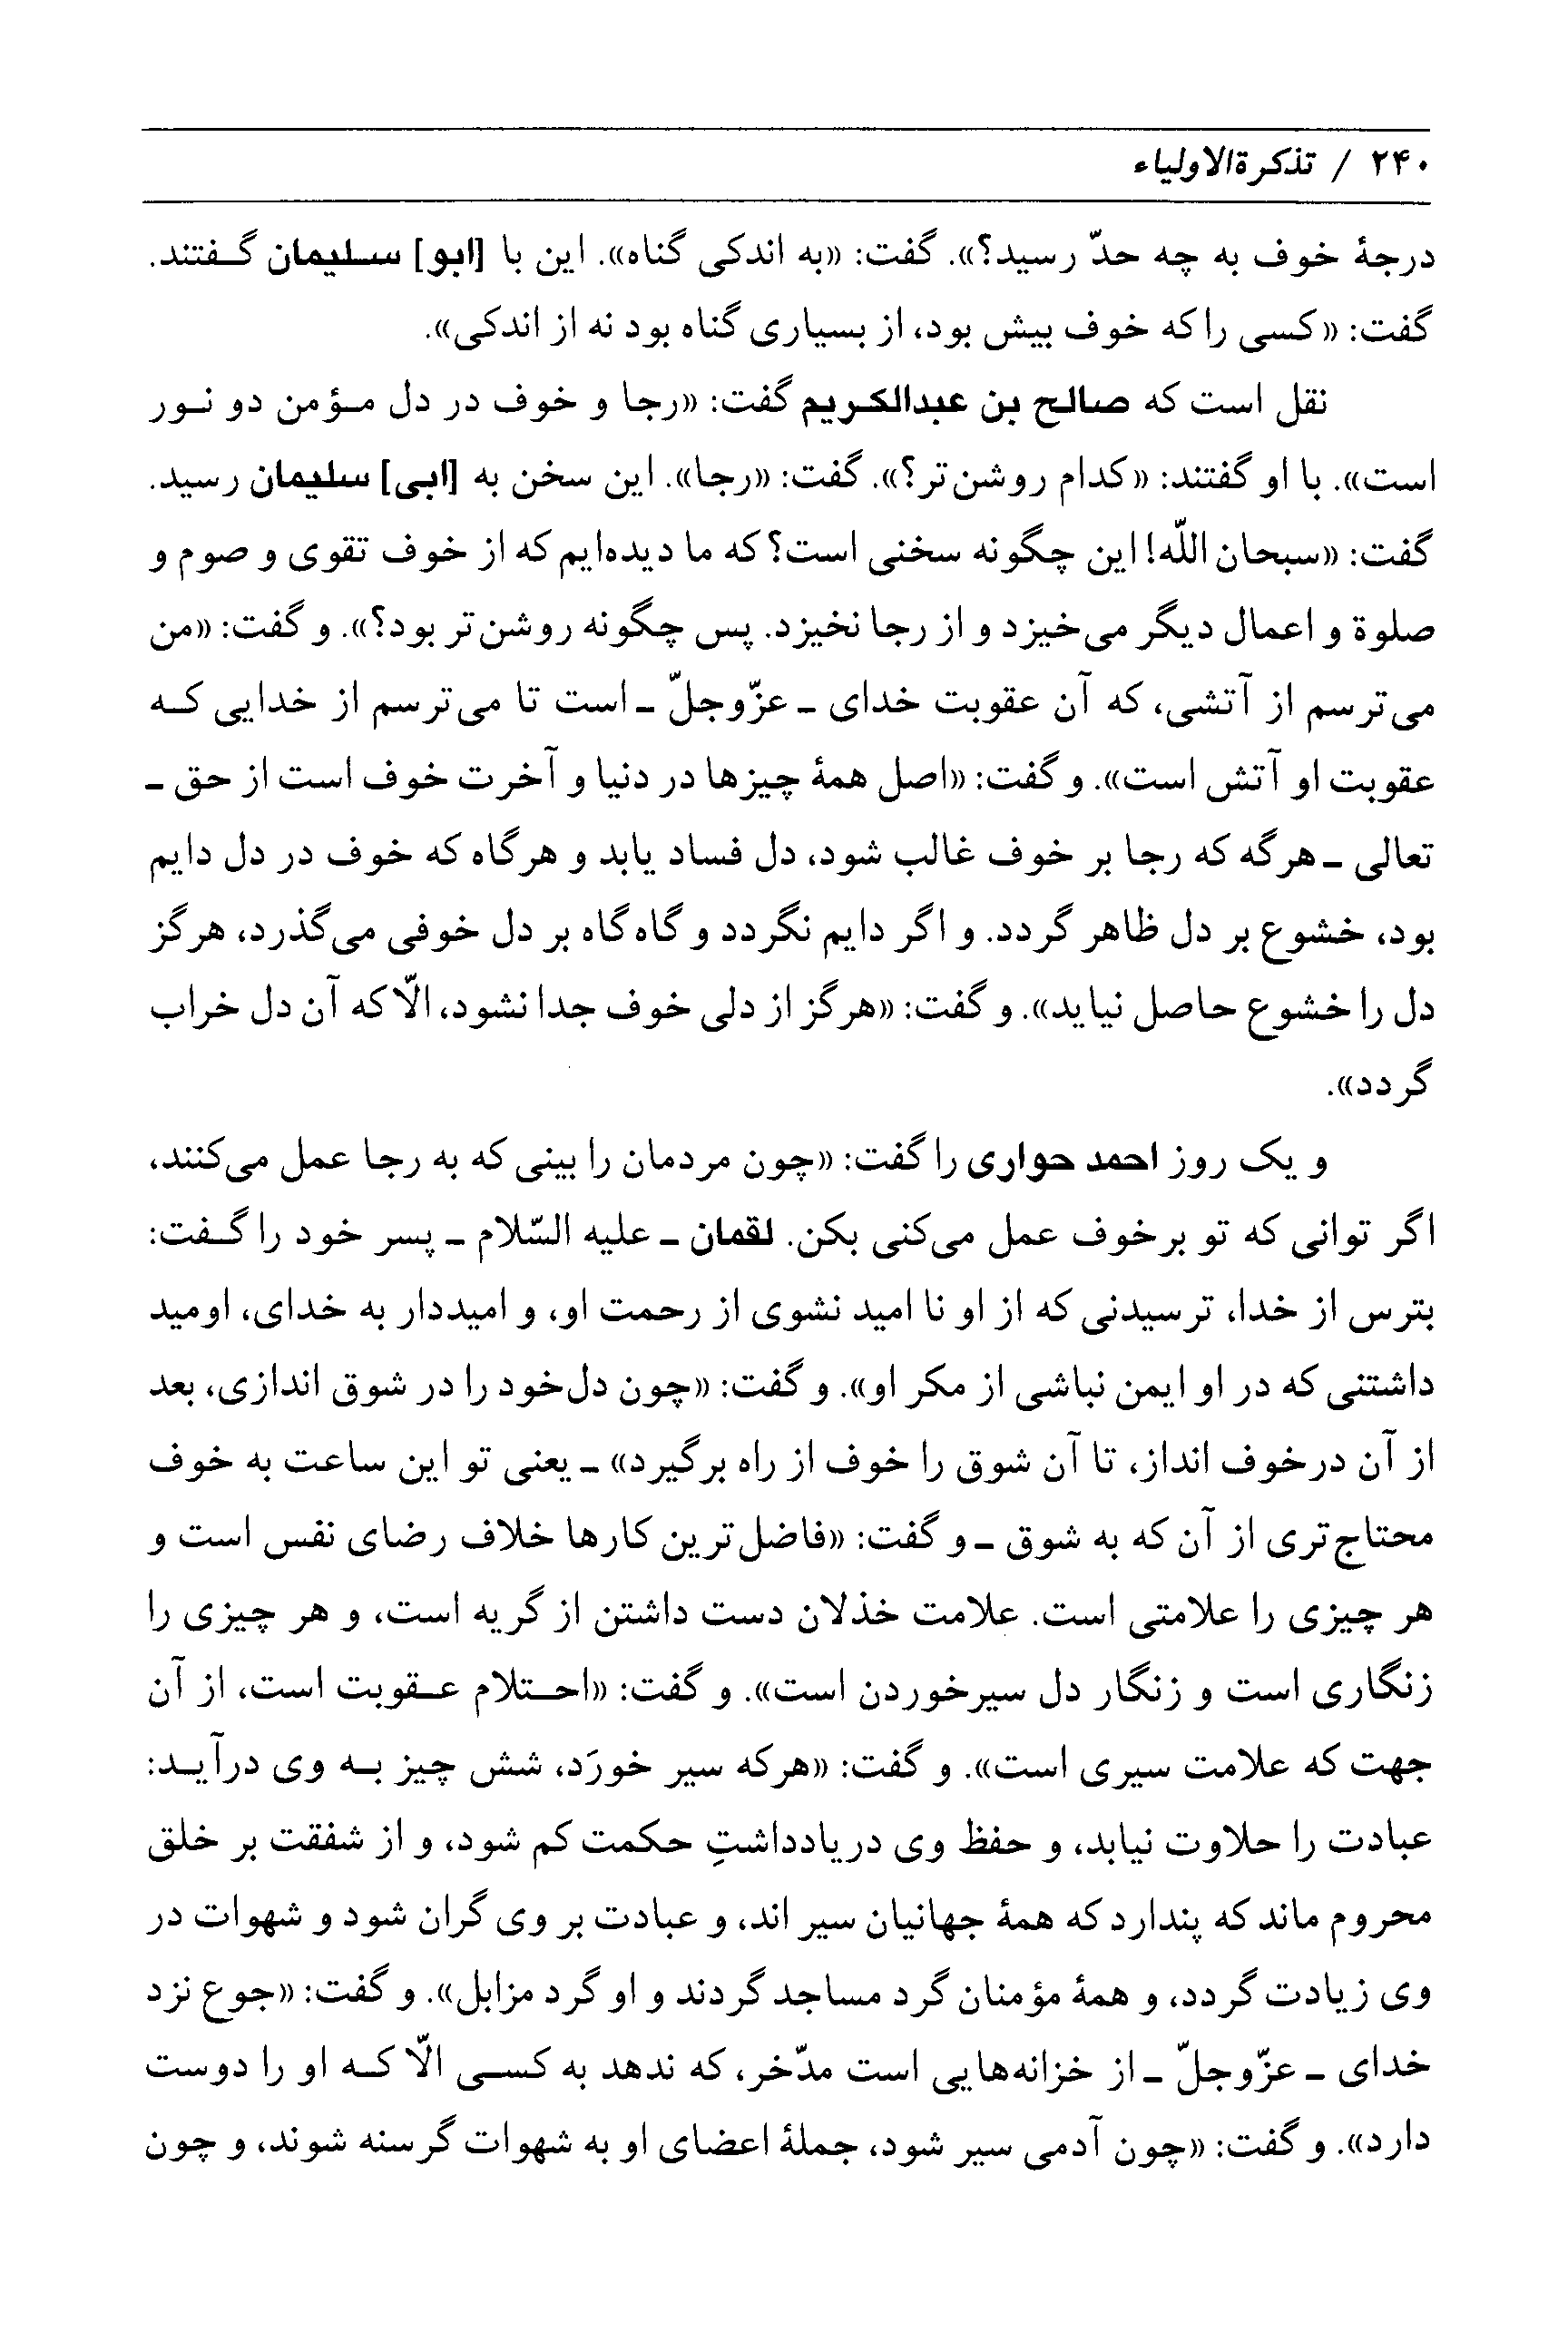 ۲۴۰ / تذکرةالاولیاء
درجهٔ خوف به چه حدّ رسید؟». گفت: «به اندکی گناه». این با [ابو] سلیمان گفتند.
گفت: «کسی را که خوف بیش بود، از بسیاری گناه بود نه از اندکی».
نقل است که صالح بن عبدالکریم گفت: «رجا و خوف در دل مؤمن دو نور
است». با او گفتند: «کدام روشن‌تر؟». گفت: «رجا». این سخن به [ابی] سلیمان رسید.
گفت: «سبحان اللّه! این چگونه سخنی است؟ که ما دیده‌ایم که از خوف تقوی و صوم و
صلوة و اعمال دیگر می‌خیزد و از رجا نخیزد. پس چگونه روشن‌تر بود؟». و گفت: «من
می‌ترسم از آتشی، که آن عقوبت خدای ـ عزّوجلّ ـ است تا می‌ترسم از خدایی که
عقوبت او آتش است». و گفت: «اصل همهٔ چیزها در دنیا و آخرت خوف است از حق ـ
تعالی ـ هرگه که رجا بر خوف غالب شود، دل فساد یابد و هرگاه که خوف در دل دایم
بود، خشوع بر دل ظاهر گردد. و اگر دایم نگردد و گاه‌گاه بر دل خوفی می‌گذرد، هرگز
دل را خشوع حاصل نیاید». و گفت: «هرگز از دلی خوف جدا نشود، الّا که آن دل خراب
گردد».
و یک روز احمد حواری را گفت: «چون مردمان را بینی که به رجا عمل می‌کنند،
اگر توانی که تو برخوف عمل می‌کنی بکن. لقمان ـ علیه السّلام ـ پسر خود را گفت:
بترس از خدا، ترسیدنی که از او نا امید نشوی از رحمت او، و امیددار به خدای، اومید
داشتنی که در او ایمن نباشی از مکر او». و گفت: «چون دل‌خود را در شوق اندازی، بعد
از آن درخوف انداز، تا آن شوق را خوف از راه برگیرد» ـ یعنی تو این ساعت به خوف
محتاج‌تری از آن که به شوق ـ و گفت: «فاضل‌ترین کارها خلاف رضای نفس است و
هر چیزی را علامتی است. علامت خذلان دست داشتن از گریه است، و هر چیزی را
زنگاری است و زنگار دل سیرخوردن است». و گفت: «احتلام عقوبت است، از آن
جهت که علامت سیری است». و گفت: «هرکه سیر خورَد، شش چیز به وی درآید:
عبادت را حلاوت نیابد، و حفظ وی دریادداشتِ حکمت کم شود، و از شفقت بر خلق
محروم ماند که پندارد که همهٔ جهانیان سیر اند، و عبادت بر وی گران شود و شهوات در
وی زیادت گردد، و همهٔ مؤمنان گرد مساجد گردند و او گرد مزابل». و گفت: «جوع نزد
خدای ـ عزّوجلّ ـ از خزانه‌هایی است مدّخر، که ندهد به کسی الّا که او را دوست
دارد». و گفت: «چون آدمی سیر شود، جملهٔ اعضای او به شهوات گرسنه شوند، و چون